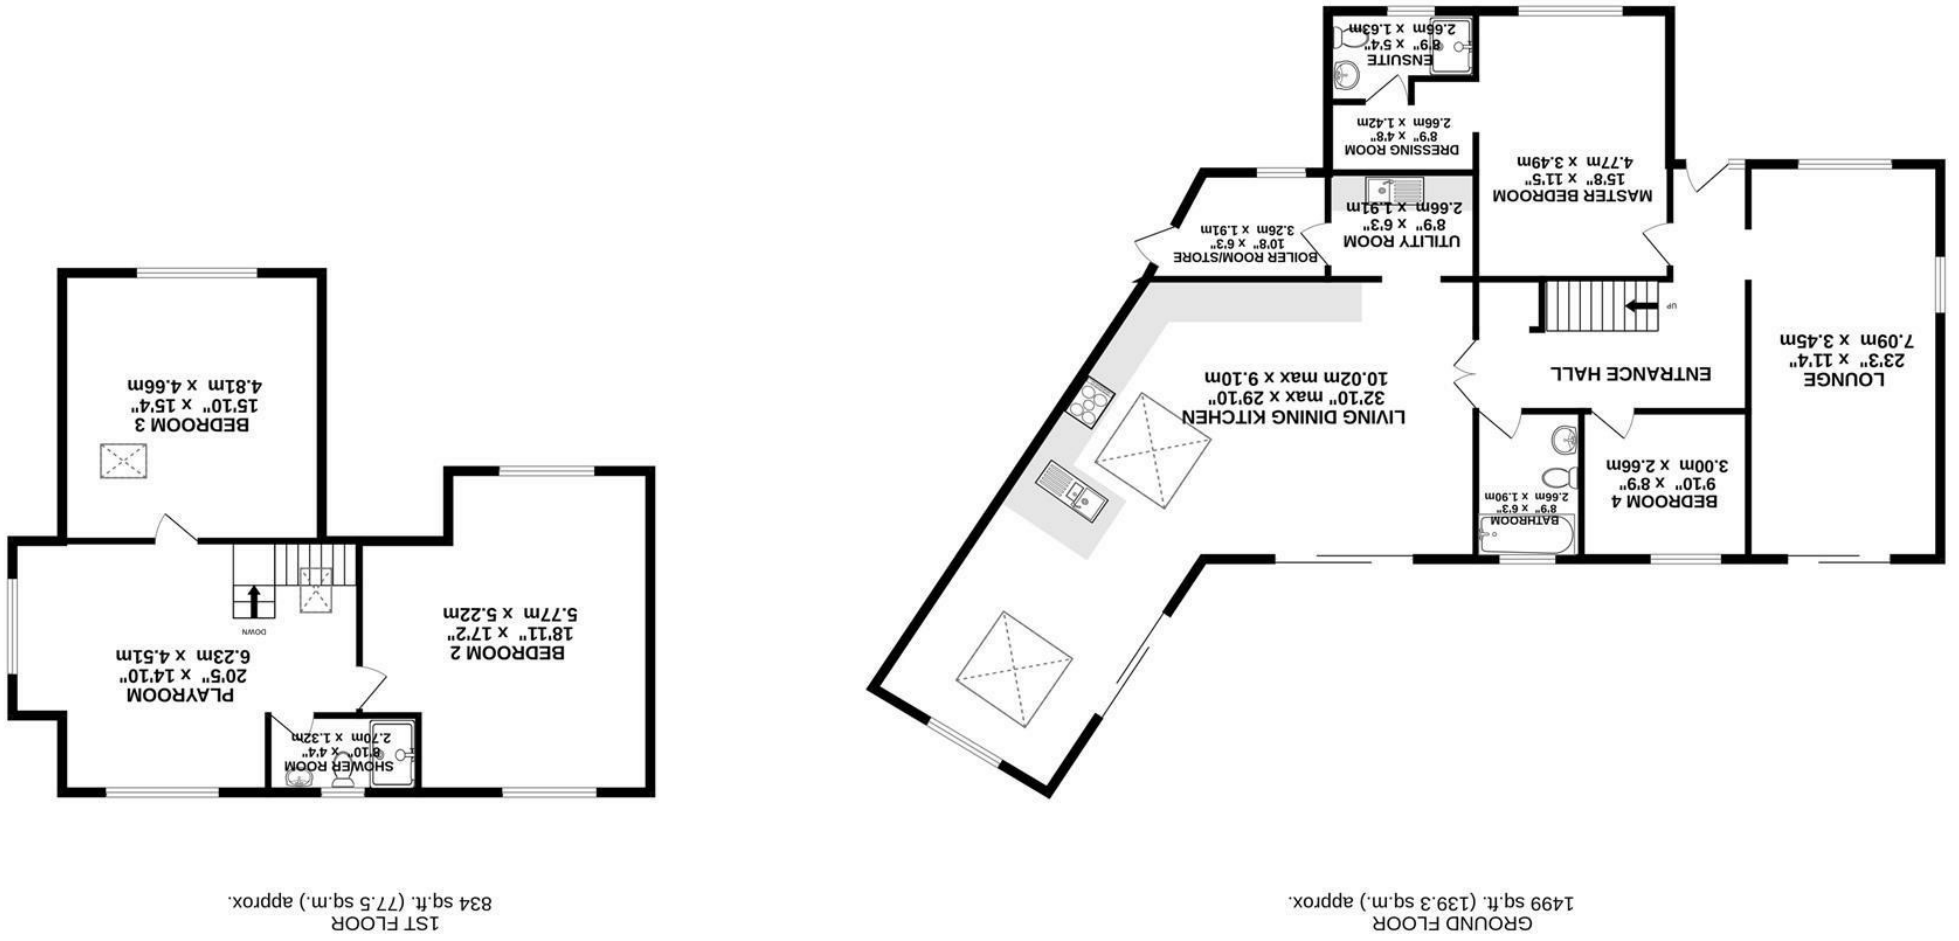 GROUND FLOOR
1499 sq.ft. (139.3 sq.m.) approx.
1ST FLOOR
834 sq.ft. (77.5 sq.m.) approx.
LOUNGE
23'3" x 11'4"
7.09m x 3.45m
BEDROOM 4
9'10" x 8'9"
3.00m x 2.66m
BATHROOM
8'9" x 6'3"
2.66m x 1.90m
ENTRANCE HALL
UP
LIVING DINING KITCHEN
32'10" max x 29'10"
10.02m max x 9.10m
MASTER BEDROOM
15'8" x 11'5"
4.77m x 3.49m
UTILITY ROOM
8'9" x 6'3"
2.66m x 1.91m
BOILER ROOM/STORE
10'8" x 6'3"
3.26m x 1.91m
DRESSING ROOM
8'9" x 4'8"
2.66m x 1.42m
ENSUITE
8'9" x 5'4"
2.66m x 1.63m
SHOWER ROOM
8'10" x 4'4"
2.70m x 1.32m
PLAYROOM
20'5" x 14'10"
6.23m x 4.51m
BEDROOM 2
18'11" x 17'2"
5.77m x 5.22m
DOWN
BEDROOM 3
15'10" x 15'4"
4.81m x 4.66m